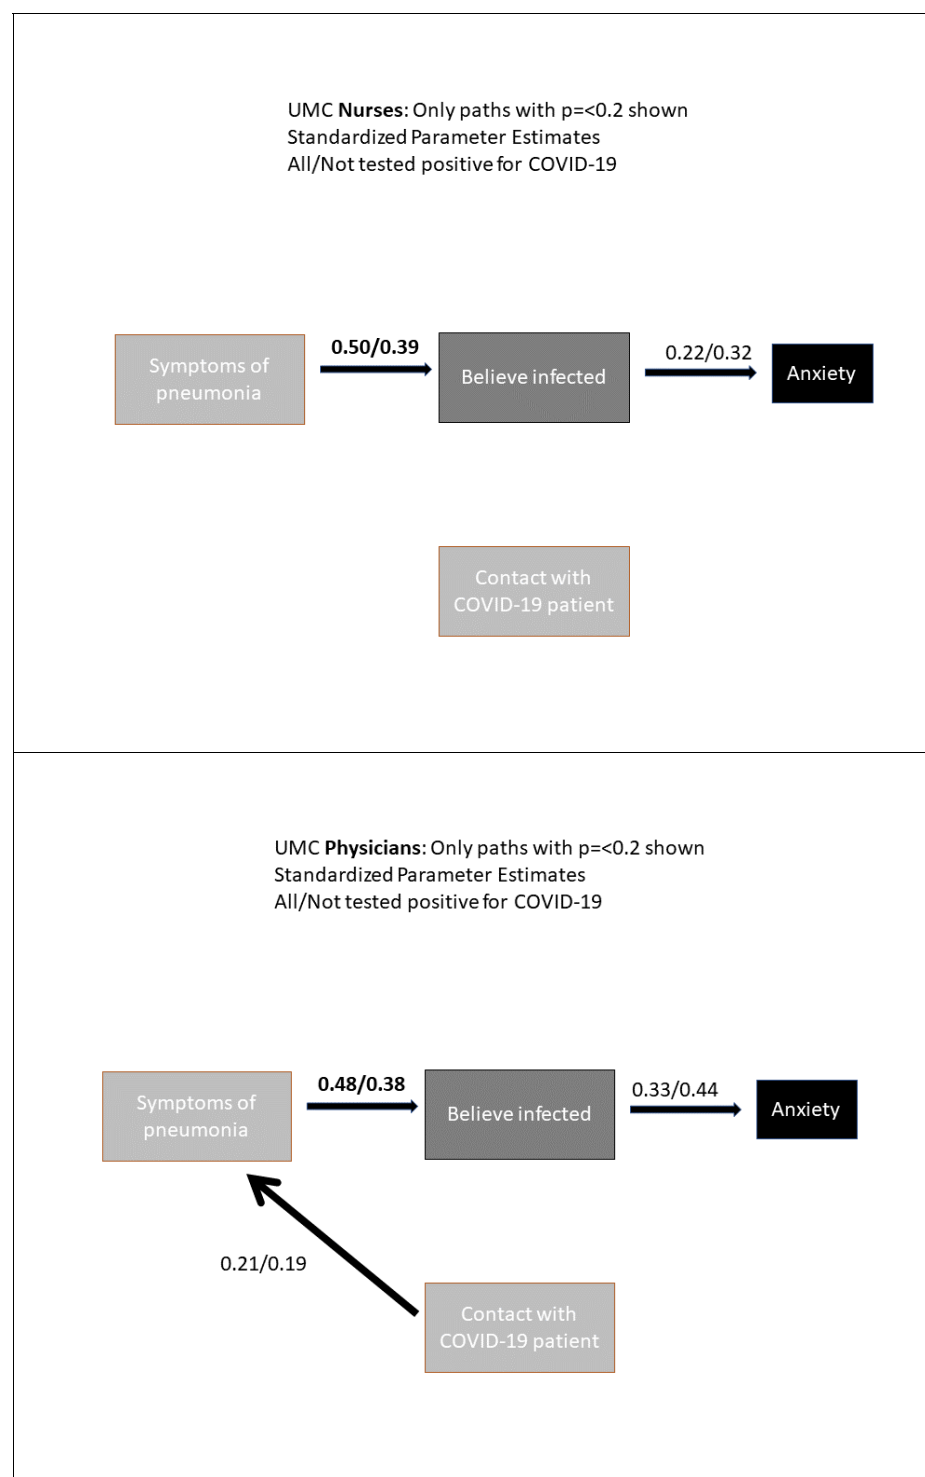 UMC Nurses: Only paths with p=<0.2 shown
Standardized Parameter Estimates
All/Not tested positive for COVID-19
Symptoms of
pneumonia
0.50/0.39
Believe infected
0.22/0.32
Anxiety
Contact with
COVID-19 patient
UMC Physicians: Only paths with p=<0.2 shown
Standardized Parameter Estimates
All/Not tested positive for COVID-19
Symptoms of
pneumonia
0.48/0.38
Believe infected
0.33/0.44
Anxiety
0.21/0.19
Contact with
COVID-19 patient